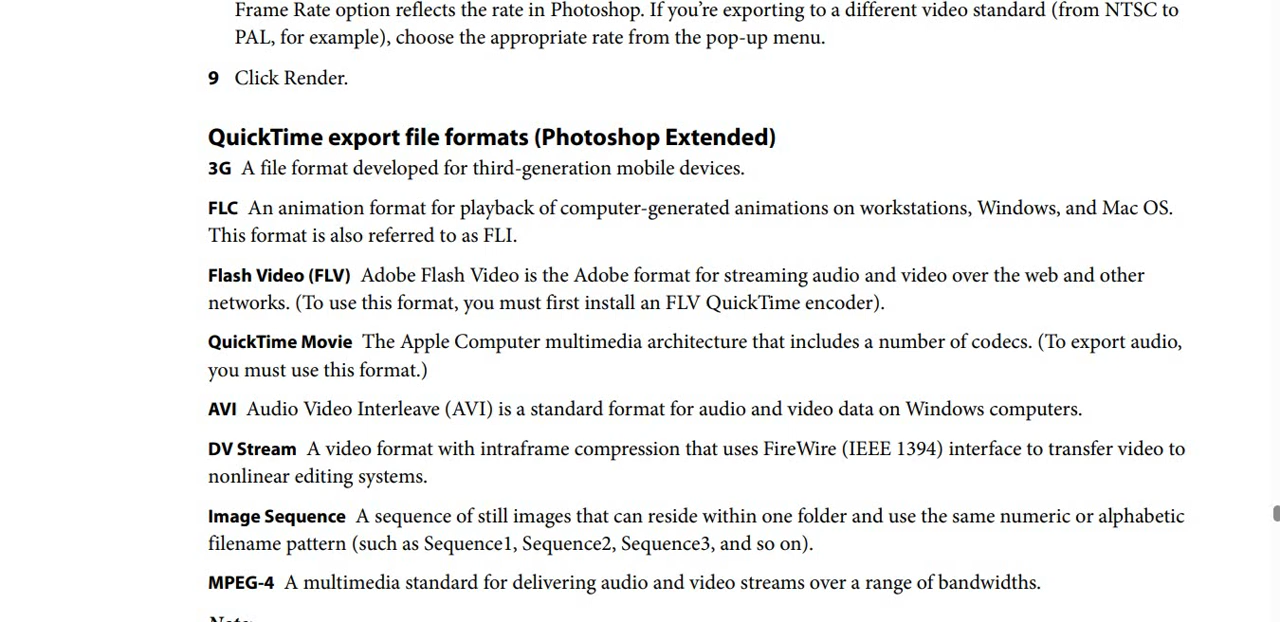 Frame Rate option reflects the rate in Photoshop. If you’re exporting to a different video standard (from NTSC to
PAL, for example), choose the appropriate rate from the pop-up menu.
9 Click Render.
QuickTime export file formats (Photoshop Extended)
3G A file format developed for third-generation mobile devices.
FLC An animation format for playback of computer-generated animations on workstations, Windows, and Mac OS.
This format is also referred to as FLI.
Flash Video (FLV) Adobe Flash Video is the Adobe format for streaming audio and video over the web and other
networks. (To use this format, you must first install an FLV QuickTime encoder).
QuickTime Movie The Apple Computer multimedia architecture that includes a number of codecs. (To export audio,
you must use this format.)
AVI Audio Video Interleave (AVI) is a standard format for audio and video data on Windows computers.
DV Stream A video format with intraframe compression that uses FireWire (IEEE 1394) interface to transfer video to
nonlinear editing systems.
Image Sequence A sequence of still images that can reside within one folder and use the same numeric or alphabetic
filename pattern (such as Sequence1, Sequence2, Sequence3, and so on).
MPEG-4 A multimedia standard for delivering audio and video streams over a range of bandwidths.